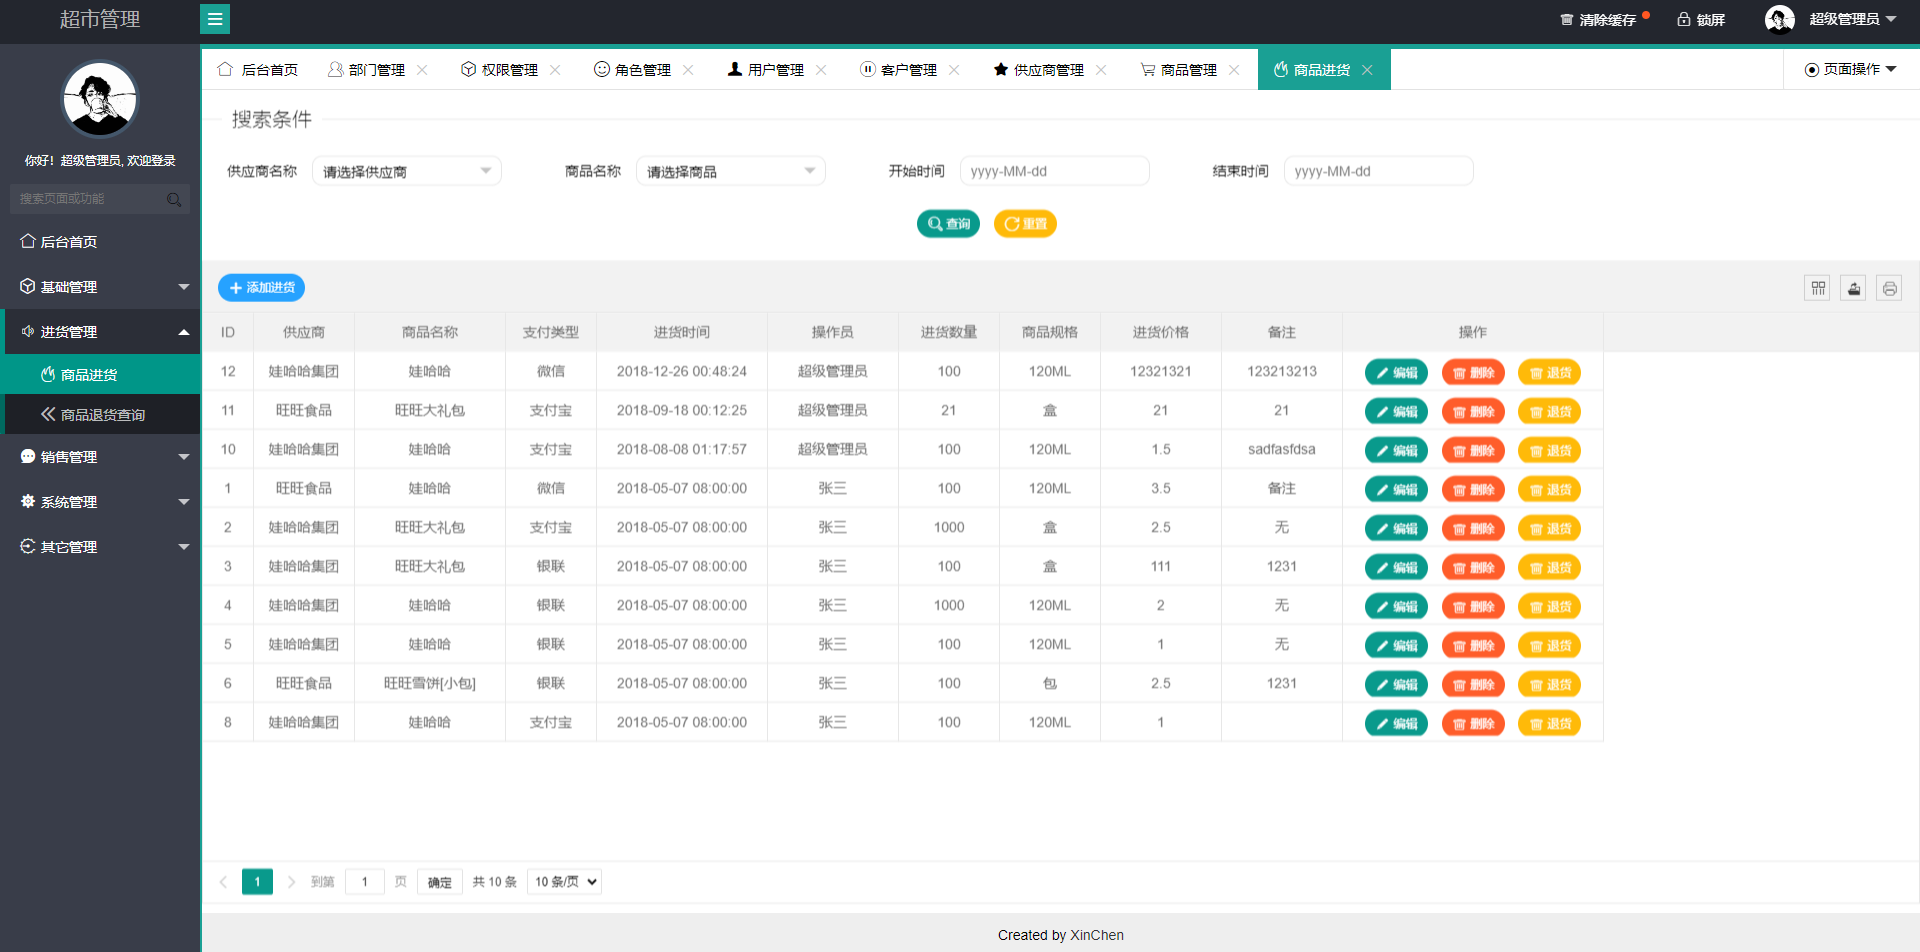 超市管理
清除缓存 锁屏 超级管理员
后台首页 部门管理 权限管理 角色管理 用户管理 客户管理 供应商管理 商品管理 商品进货 页面操作
你好！超级管理员, 欢迎登录
搜索页面或功能
后台首页
基础管理
进货管理
商品进货
商品退货查询
销售管理
系统管理
其它管理
搜索条件
供应商名称 请选择供应商 商品名称 请选择商品 开始时间 yyyy-MM-dd 结束时间 yyyy-MM-dd
查询 重置
添加进货
ID 供应商 商品名称 支付类型 进货时间 操作员 进货数量 商品规格 进货价格 备注 操作
12 娃哈哈集团 娃哈哈 微信 2018-12-26 00:48:24 超级管理员 100 120ML 12321321 123213213 编辑 删除 退货
11 旺旺食品 旺旺大礼包 支付宝 2018-09-18 00:12:25 超级管理员 21 盒 21 21 编辑 删除 退货
10 娃哈哈集团 娃哈哈 支付宝 2018-08-08 01:17:57 超级管理员 100 120ML 1.5 sadfasfdsa 编辑 删除 退货
1 旺旺食品 娃哈哈 微信 2018-05-07 08:00:00 张三 100 120ML 3.5 备注 编辑 删除 退货
2 娃哈哈集团 旺旺大礼包 支付宝 2018-05-07 08:00:00 张三 1000 盒 2.5 无 编辑 删除 退货
3 娃哈哈集团 旺旺大礼包 银联 2018-05-07 08:00:00 张三 100 盒 111 1231 编辑 删除 退货
4 娃哈哈集团 娃哈哈 银联 2018-05-07 08:00:00 张三 1000 120ML 2 无 编辑 删除 退货
5 娃哈哈集团 娃哈哈 银联 2018-05-07 08:00:00 张三 100 120ML 1 无 编辑 删除 退货
6 旺旺食品 旺旺雪饼[小包] 银联 2018-05-07 08:00:00 张三 100 包 2.5 1231 编辑 删除 退货
8 娃哈哈集团 娃哈哈 支付宝 2018-05-07 08:00:00 张三 100 120ML 1 编辑 删除 退货
1 到第 1 页 确定 共 10 条 10 条/页
Created by XinChen